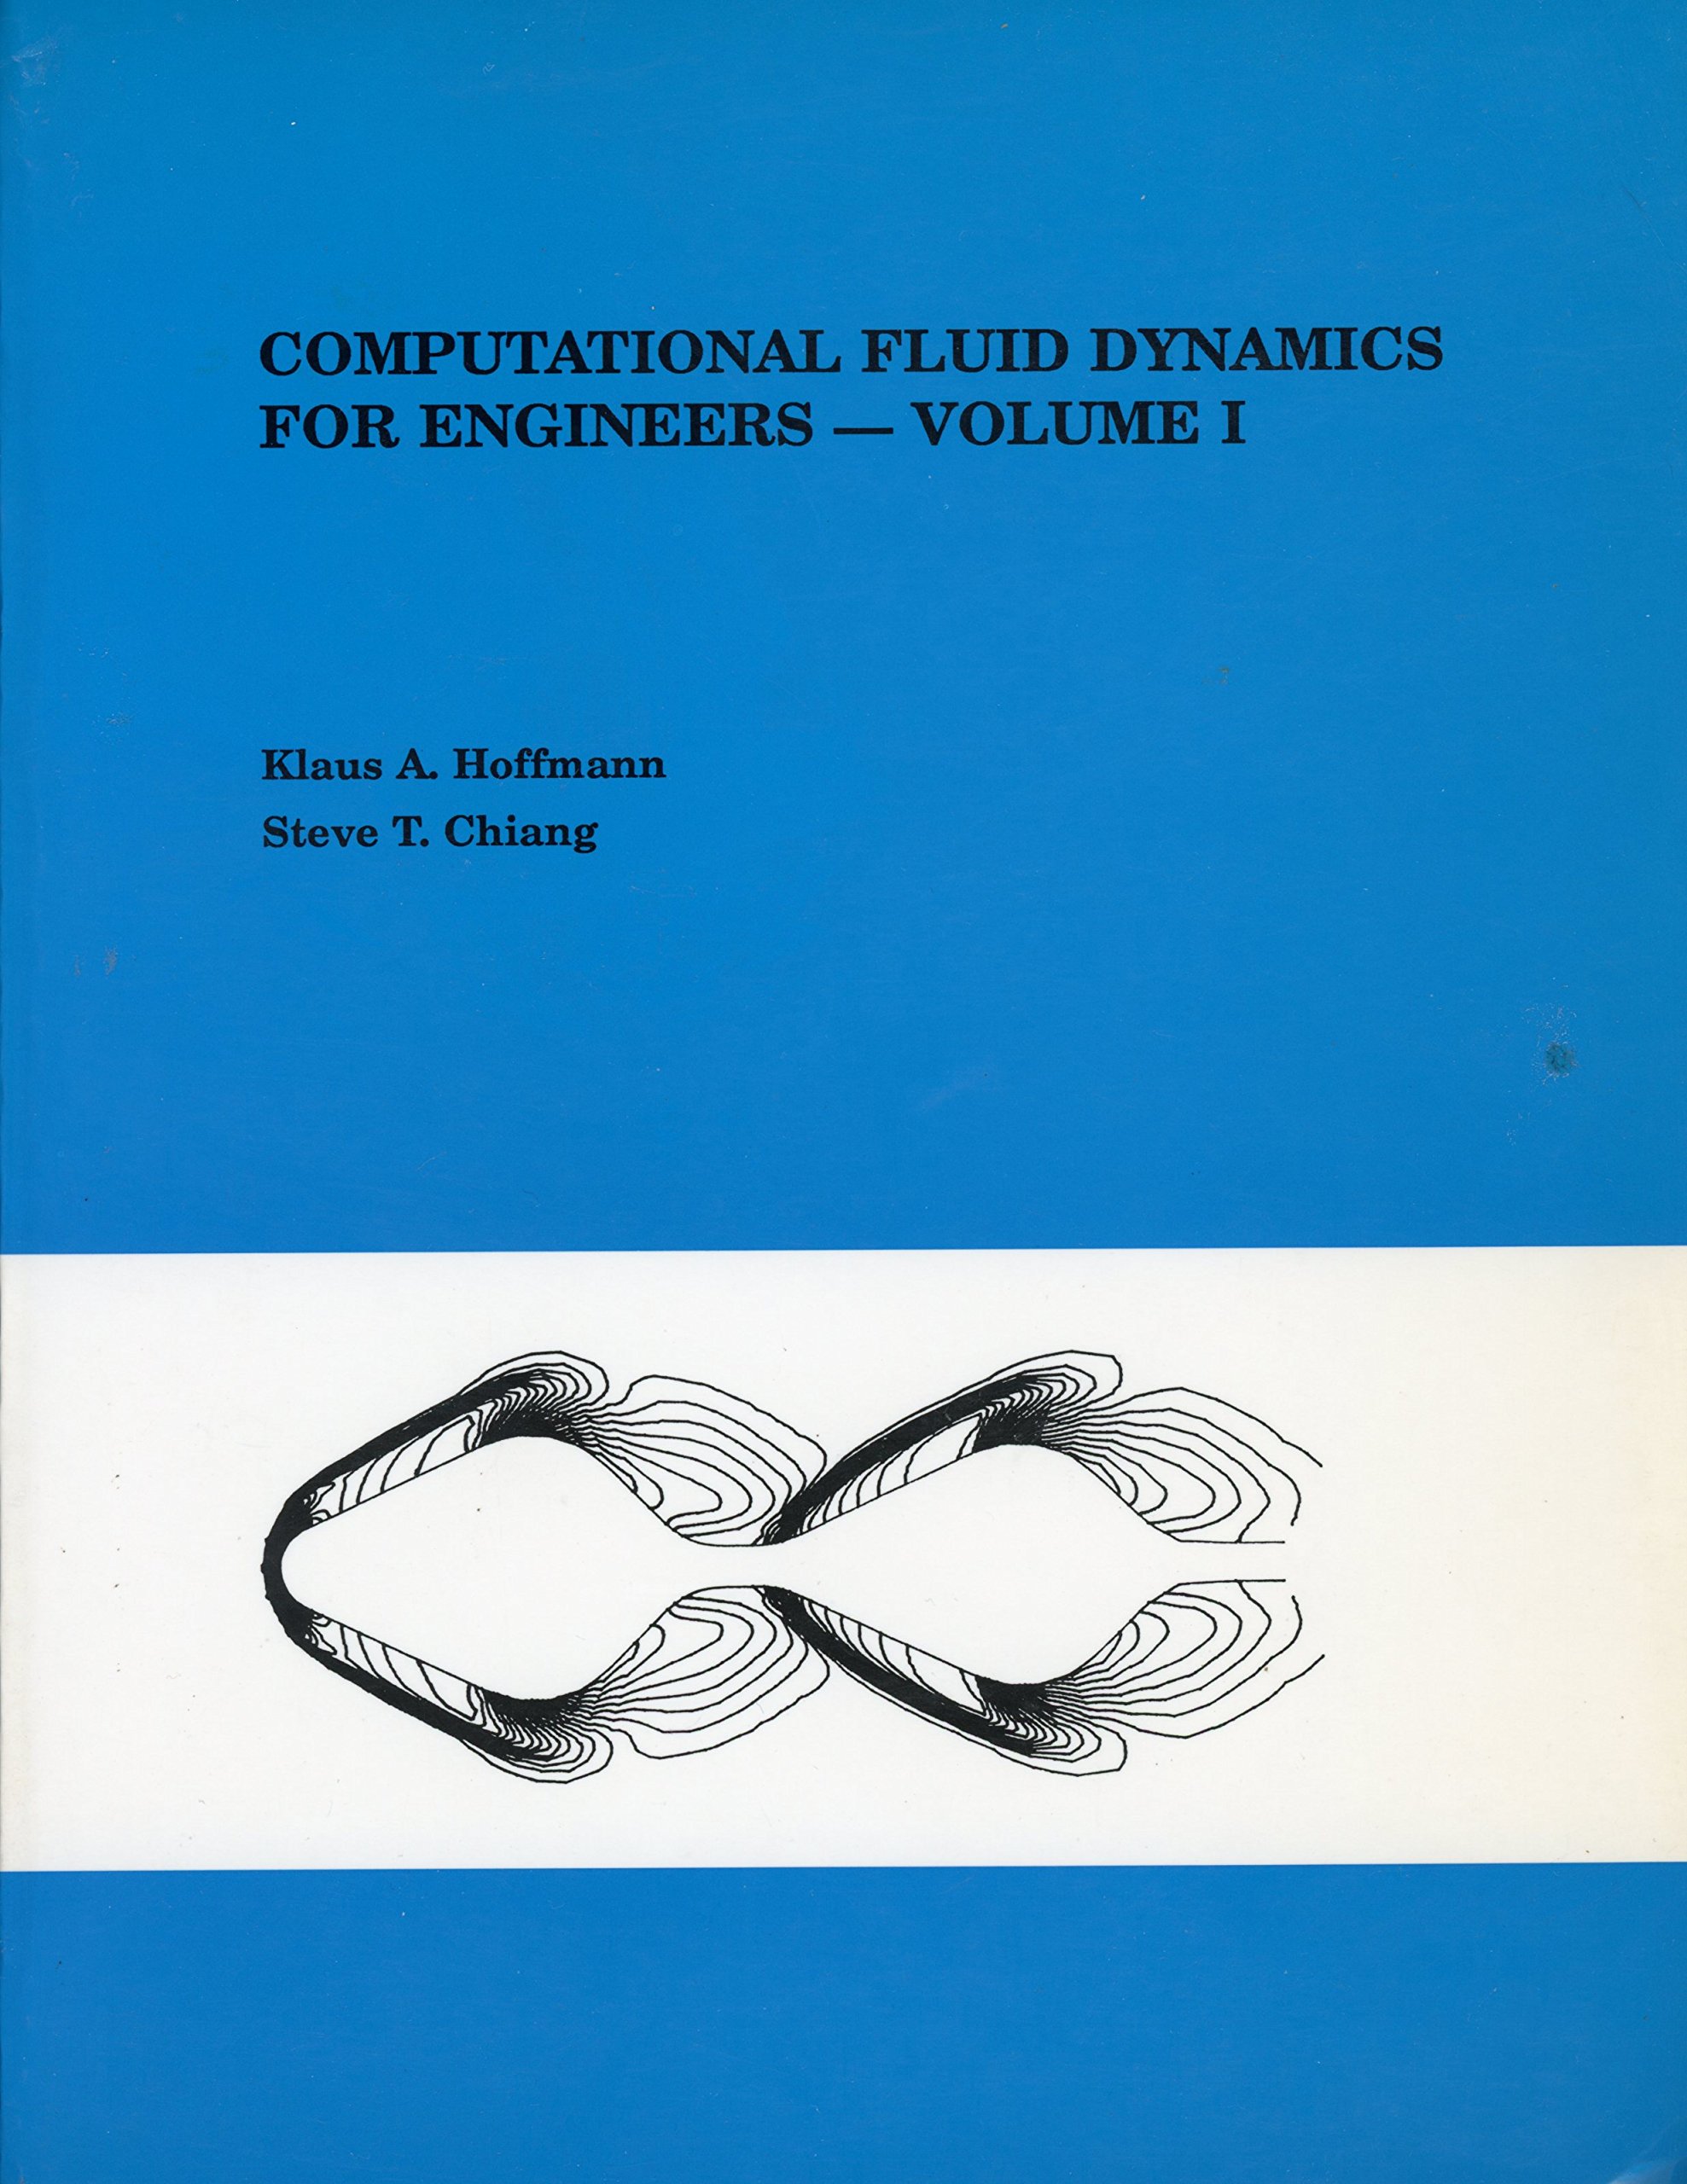 COMPUTATIONAL FLUID DYNAMICS
FOR ENGINEERS — VOLUME I
Klaus A. Hoffmann
Steve T. Chiang